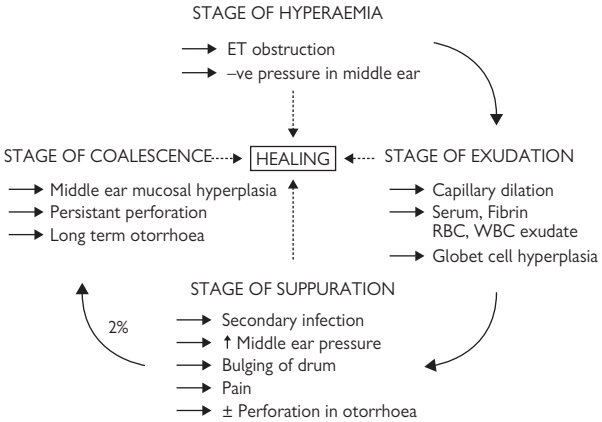 STAGE OF HYPERAEMIA
ET obstruction
–ve pressure in middle ear
STAGE OF COALESCENCE
HEALING
STAGE OF EXUDATION
Middle ear mucosal hyperplasia
Persistant perforation
Long term otorrhoea
Capillary dilation
Serum, Fibrin
RBC, WBC exudate
Globet cell hyperplasia
STAGE OF SUPPURATION
2%
Secondary infection
↑ Middle ear pressure
Bulging of drum
Pain
± Perforation in otorrhoea